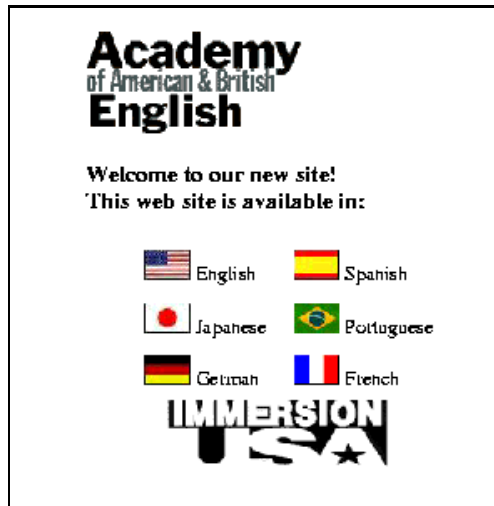 Academy
of American & British
English
Welcome to our new site!
This web site is available in:
English Spanish
Japanese Portuguese
German French
IMMERSION
USA